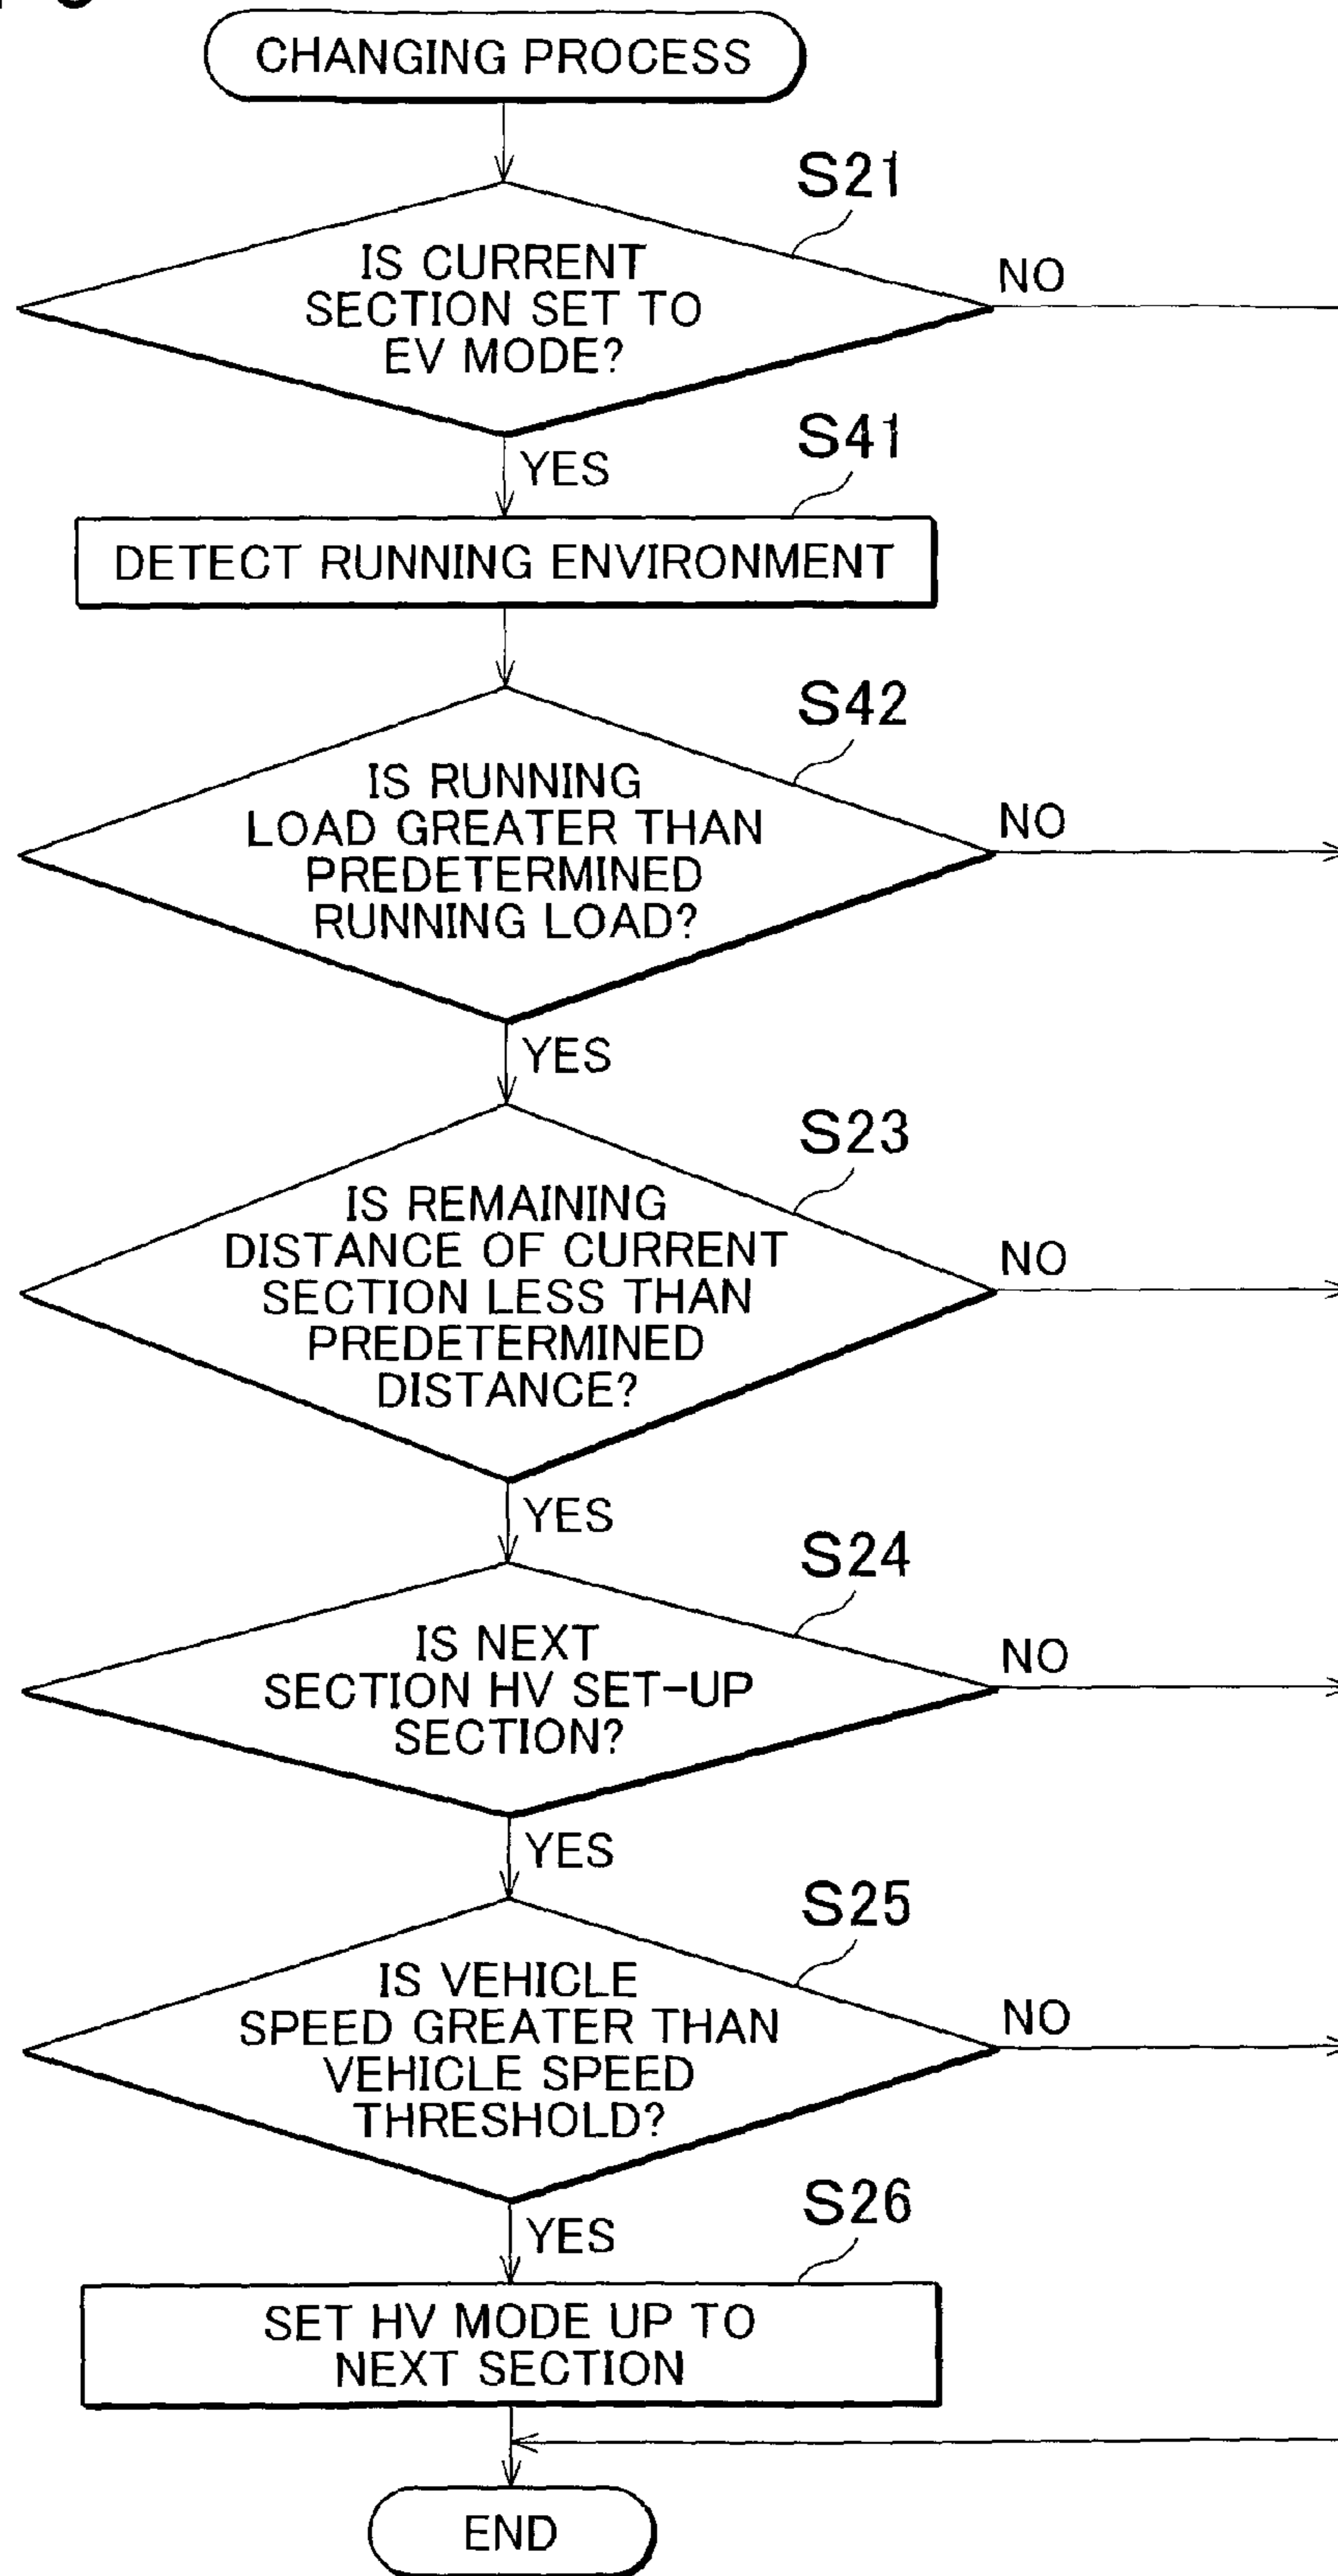 CHANGING PROCESS
S21
IS CURRENT
SECTION SET TO
EV MODE?
NO
YES
S41
DETECT RUNNING ENVIRONMENT
S42
IS RUNNING
LOAD GREATER THAN
PREDETERMINED
RUNNING LOAD?
NO
YES
S23
IS REMAINING
DISTANCE OF CURRENT
SECTION LESS THAN
PREDETERMINED
DISTANCE?
NO
YES
S24
IS NEXT
SECTION HV SET-UP
SECTION?
NO
YES
S25
IS VEHICLE
SPEED GREATER THAN
VEHICLE SPEED
THRESHOLD?
NO
YES
S26
SET HV MODE UP TO
NEXT SECTION
END